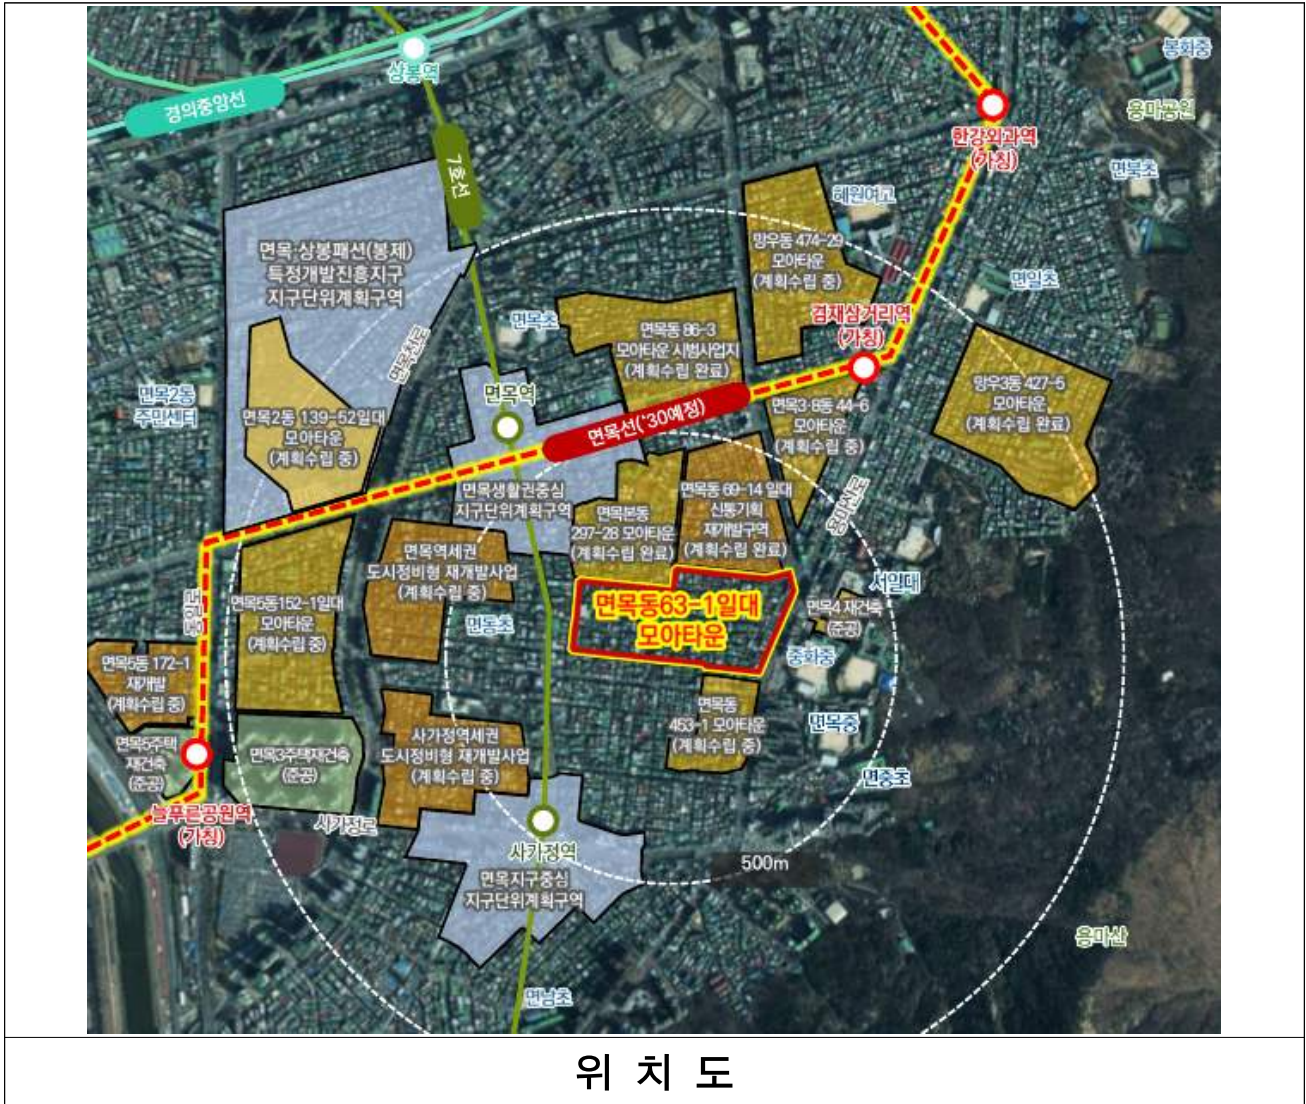 상봉역
경의중앙선
7호선
봉화중
용마공원
한강외과역
(가칭)
면북초
혜원여고
면목·상봉패션(봉제)
특정개발진흥지구
지구단위계획구역
망우동 474-29
모아타운
(계획수립 중)
면일초
면목초
면목동 86-3
모아타운 시범사업지
(계획수립 완료)
겸재삼거리역
(가칭)
면목천로
면목2동
주민센터
면목2동 139-52일대
모아타운
(계획수립 중)
면목역
면목선('30예정)
면목3·8동 44-6
모아타운
(계획수립 중)
망우3동 427-5
모아타운
(계획수립 완료)
면목생활권중심
지구단위계획구역
면목본동
297-28 모아타운
(계획수립 완료)
면목동 69-14 일대
신통기획
재개발구역
(계획수립 완료)
용마산로
면목역세권
도시정비형 재개발사업
(계획수립 중)
서일대
면목4 재건축
(준공)
면목동63-1일대
모아타운
면동초
중화중
동일로
면목5동152-1일대
모아타운
(계획수립 중)
면목5동 172-1
재개발
(계획수립 중)
면목동
453-1 모아타운
(계획수립 중)
면목중
면중초
면목5주택
재건축
(준공)
면목3주택재건축
(준공)
사가정역세권
도시정비형 재개발사업
(계획수립 중)
늘푸른공원역
(가칭)
사가정로
사가정역
500m
면목지구중심
지구단위계획구역
용마산
면남초
위 치 도